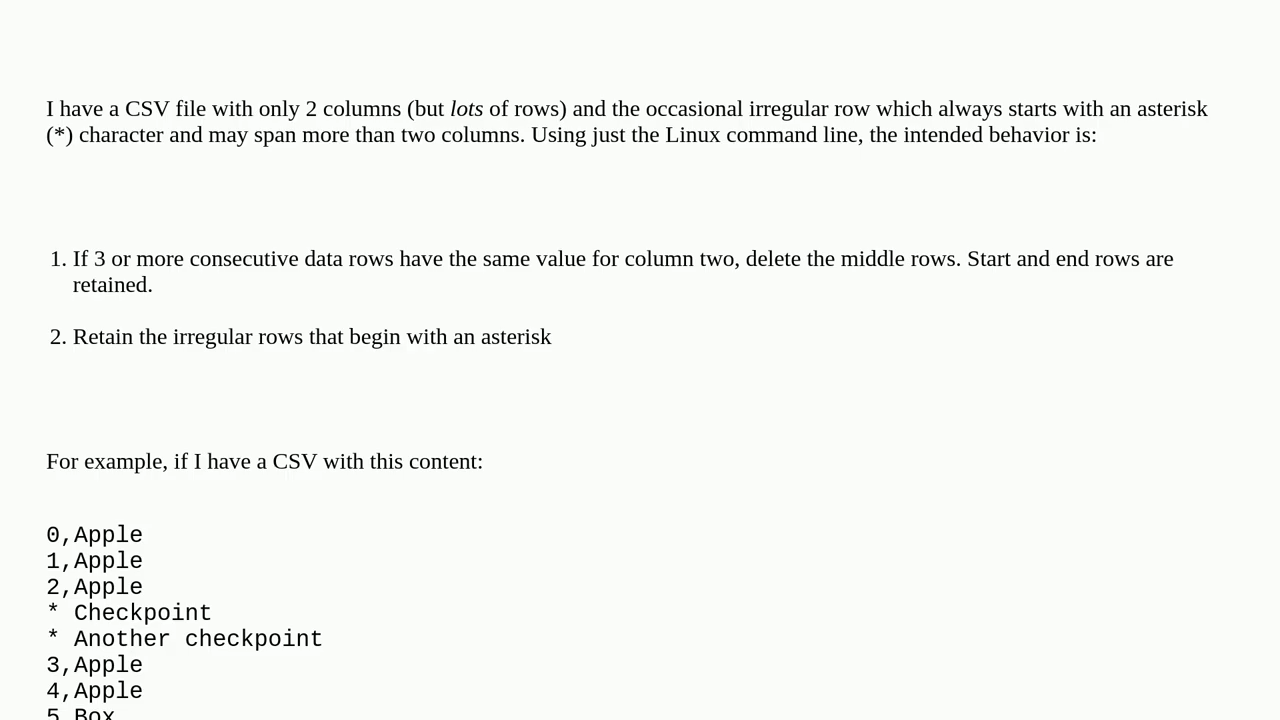 I have a CSV file with only 2 columns (but lots of rows) and the occasional irregular row which always starts with an asterisk
(*) character and may span more than two columns. Using just the Linux command line, the intended behavior is:
1. If 3 or more consecutive data rows have the same value for column two, delete the middle rows. Start and end rows are
retained.
2. Retain the irregular rows that begin with an asterisk
For example, if I have a CSV with this content:
0,Apple
1,Apple
2,Apple
* Checkpoint
* Another checkpoint
3,Apple
4,Apple
5,Box